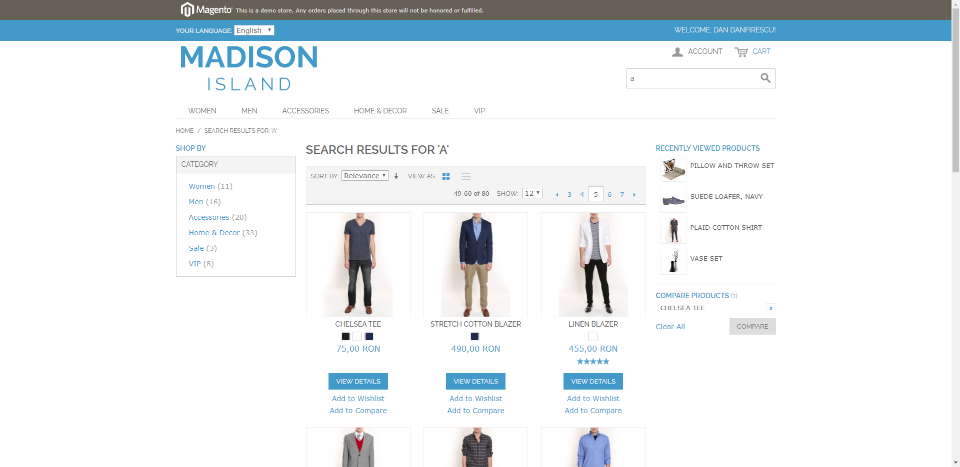 Magento This is a demo store. Any orders placed through this store will not be honored or fulfilled.
YOUR LANGUAGE: English
WELCOME, DAN DANFIRESCU!
MADISON
ISLAND
ACCOUNT CART
a
WOMEN MEN ACCESSORIES HOME & DECOR SALE VIP
HOME / SEARCH RESULTS FOR: 'A'
SHOP BY
CATEGORY
Women (11)
Men (16)
Accessories (20)
Home & Decor (33)
Sale (3)
VIP (8)
SEARCH RESULTS FOR 'A'
SORT BY Relevance VIEW AS
49-60 of 80 SHOW: 12 3 4 5 6 7
CHELSEA TEE
75,00 RON
VIEW DETAILS
Add to Wishlist
Add to Compare
STRETCH COTTON BLAZER
490,00 RON
VIEW DETAILS
Add to Wishlist
Add to Compare
LINEN BLAZER
455,00 RON
VIEW DETAILS
Add to Wishlist
Add to Compare
RECENTLY VIEWED PRODUCTS
PILLOW AND THROW SET
SUEDE LOAFER, NAVY
PLAID COTTON SHIRT
VASE SET
COMPARE PRODUCTS (1)
CHELSEA TEE x
Clear All COMPARE